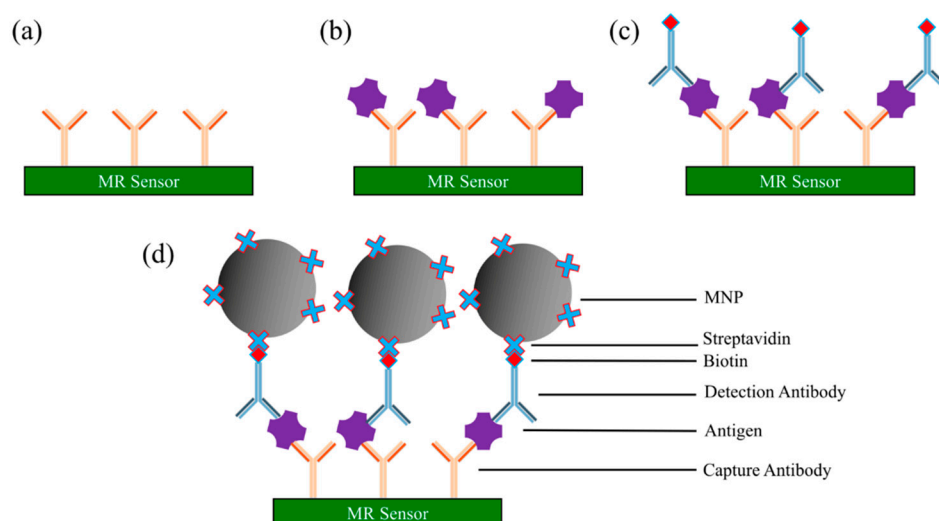 (a)
(b)
(c)
MR Sensor
MR Sensor
MR Sensor
(d)
MNP
Streptavidin
Biotin
Detection Antibody
Antigen
Capture Antibody
MR Sensor